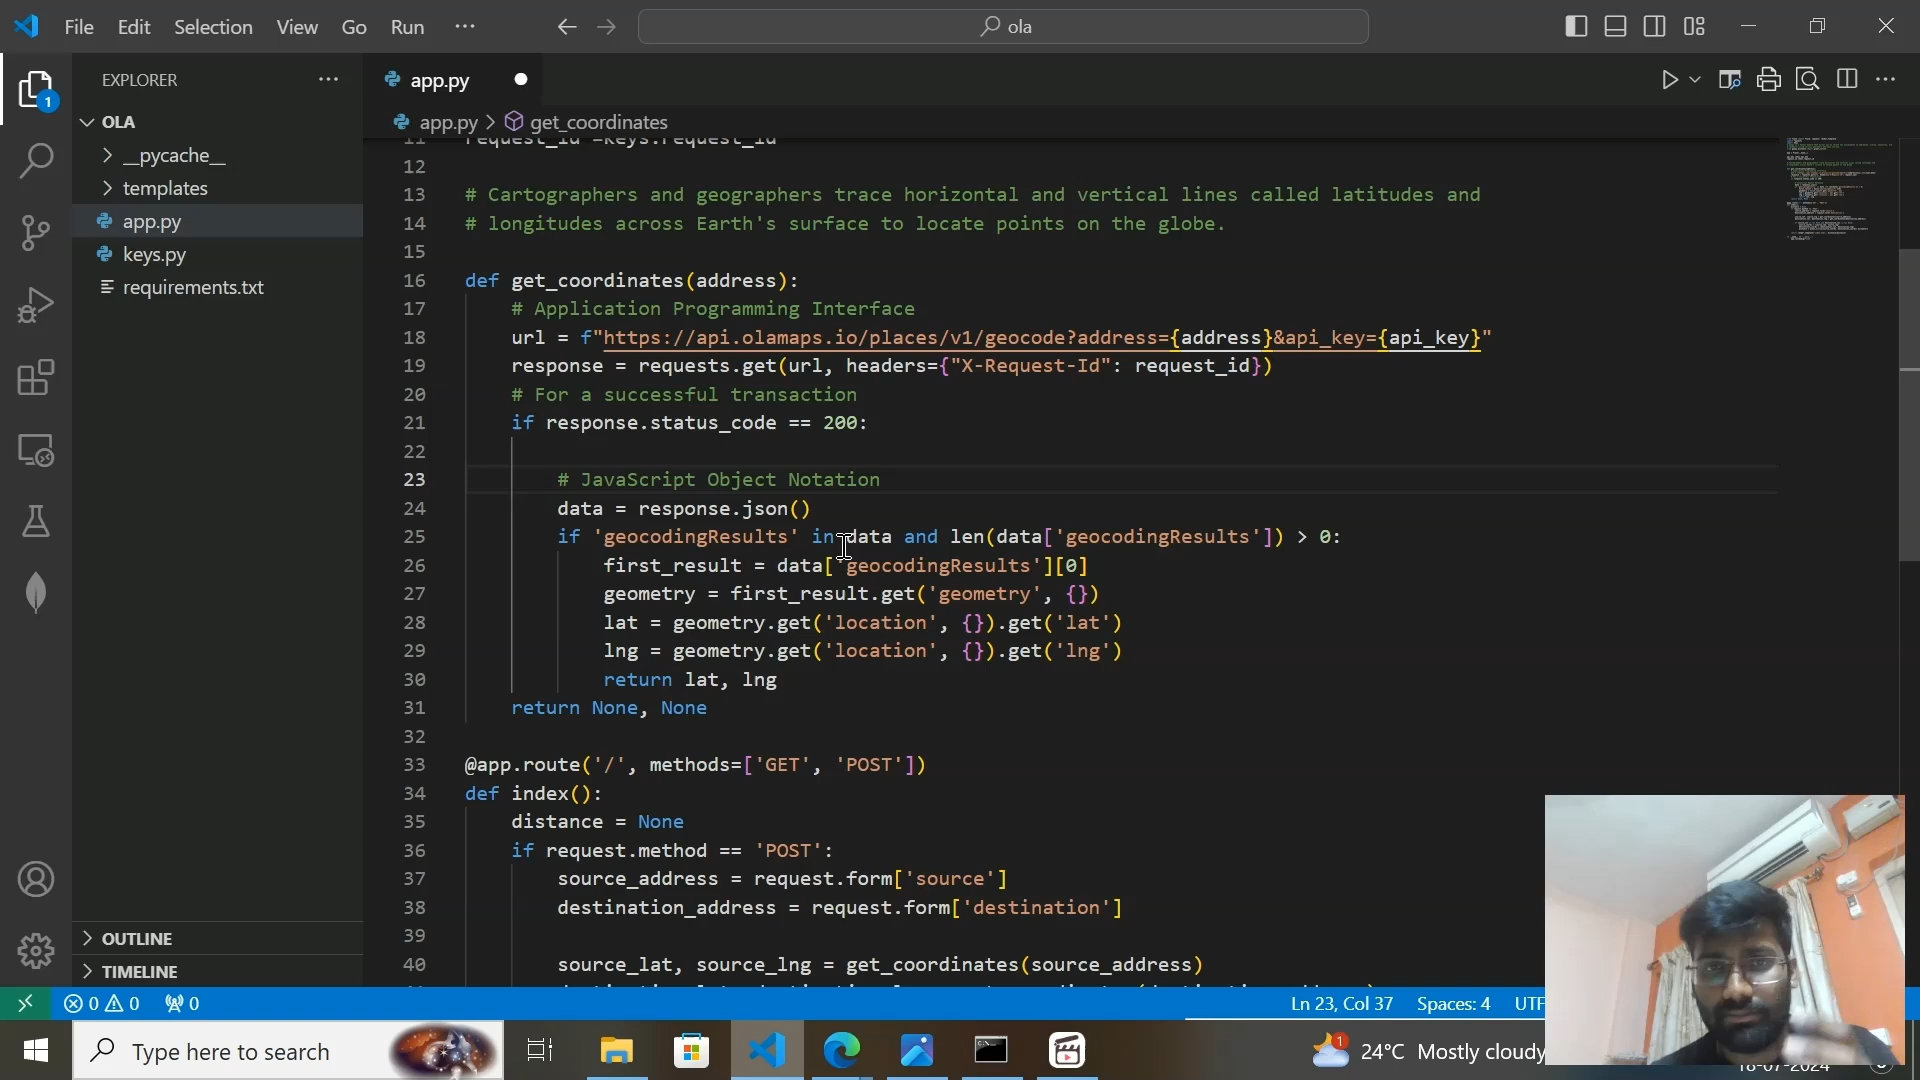 File Edit Selection View Go Run ··· ola
EXPLORER ···
app.py
OLA
app.py > get_coordinates
__pycache__
templates
app.py
keys.py
requirements.txt
11 request_id =keys.request_id
12
13 # Cartographers and geographers trace horizontal and vertical lines called latitudes and
14 # longitudes across Earth's surface to locate points on the globe.
15
16 def get_coordinates(address):
17 # Application Programming Interface
18 url = f"https://api.olamaps.io/places/v1/geocode?address={address}&api_key={api_key}"
19 response = requests.get(url, headers={"X-Request-Id": request_id})
20 # For a successful transaction
21 if response.status_code == 200:
22
23 # JavaScript Object Notation
24 data = response.json()
25 if 'geocodingResults' in data and len(data['geocodingResults']) > 0:
26 first_result = data['geocodingResults'][0]
27 geometry = first_result.get('geometry', {})
28 lat = geometry.get('location', {}).get('lat')
29 lng = geometry.get('location', {}).get('lng')
30 return lat, lng
31 return None, None
32
33 @app.route('/', methods=['GET', 'POST'])
34 def index():
35 distance = None
36 if request.method == 'POST':
37 source_address = request.form['source']
38 destination_address = request.form['destination']
39
40 source_lat, source_lng = get_coordinates(source_address)
OUTLINE
TIMELINE
0 0 0 Ln 23, Col 37 Spaces: 4 UTF
Type here to search
1 24°C Mostly cloudy
18-07-2024